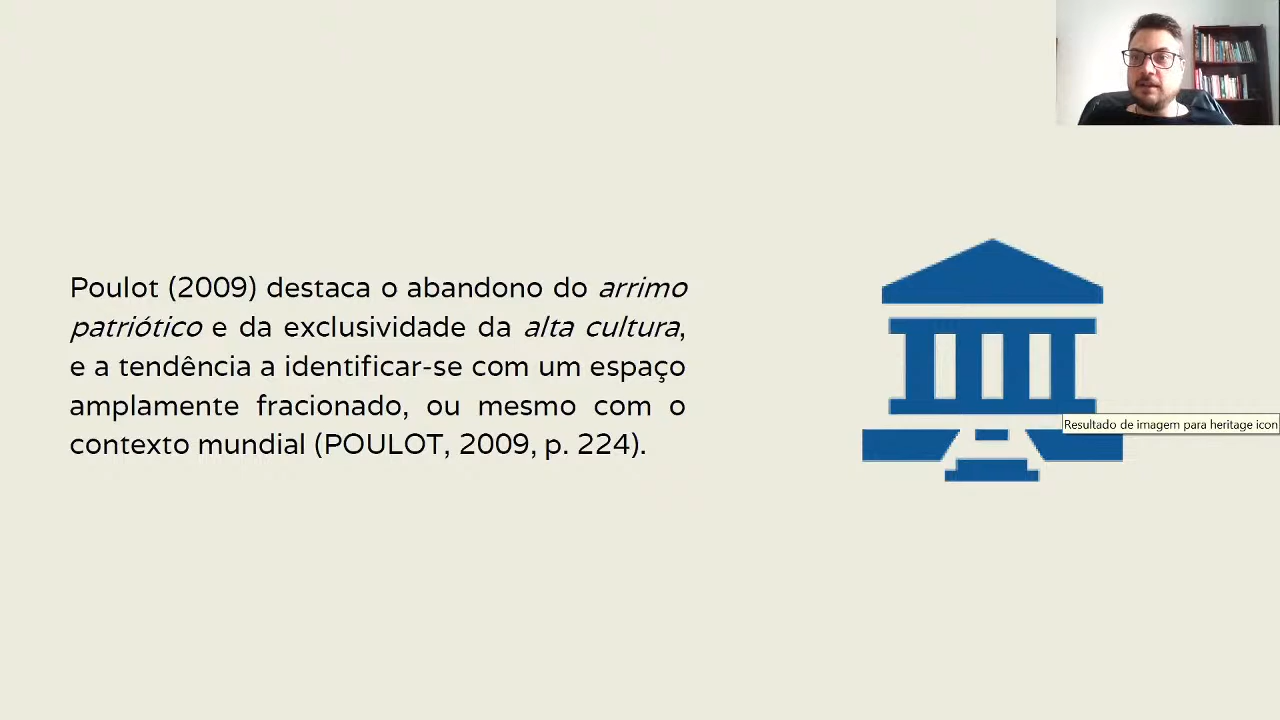 Poulot (2009) destaca o abandono do arrimo
patriótico e da exclusividade da alta cultura,
e a tendência a identificar-se com um espaço
amplamente fracionado, ou mesmo com o
contexto mundial (POULOT, 2009, p. 224).
Resultado de imagem para heritage icon